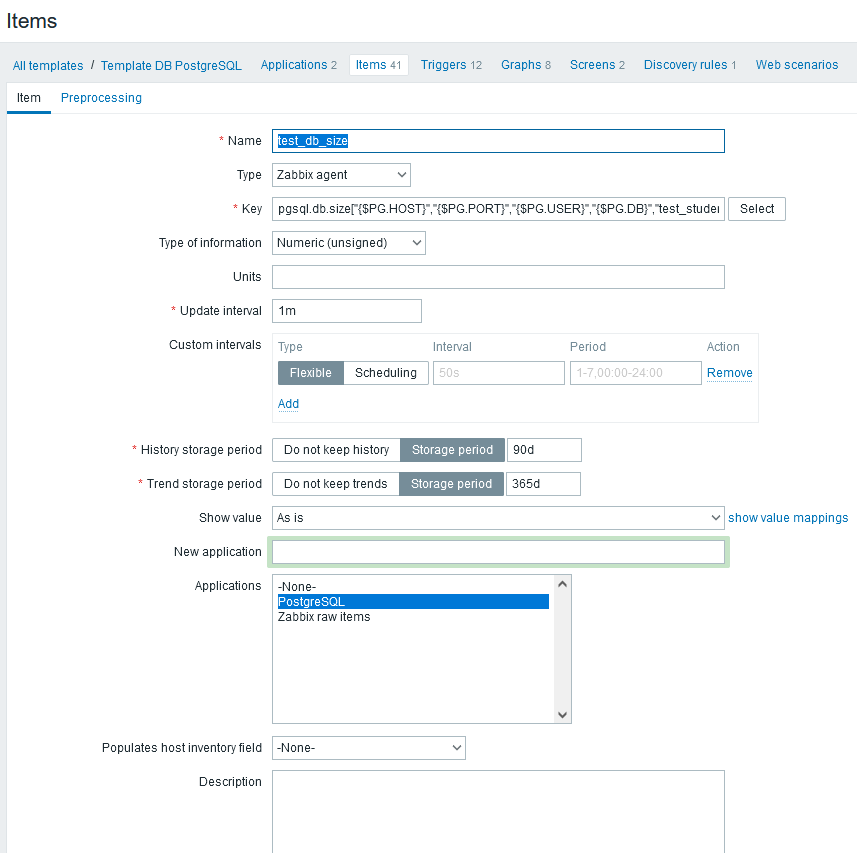 Items
All templates / Template DB PostgreSQL Applications 2 Items 41 Triggers 12 Graphs 8 Screens 2 Discovery rules 1 Web scenarios
Item Preprocessing
* Name test_db_size
Type Zabbix agent
* Key pgsql.db.size["{$PG.HOST}","{$PG.PORT}","{$PG.USER}","{$PG.DB}","test_studen Select
Type of information Numeric (unsigned)
Units
* Update interval 1m
Custom intervals Type Interval Period Action
Flexible Scheduling 50s 1-7,00:00-24:00 Remove
Add
* History storage period Do not keep history Storage period 90d
* Trend storage period Do not keep trends Storage period 365d
Show value As is show value mappings
New application
Applications -None-
PostgreSQL
Zabbix raw items
Populates host inventory field -None-
Description